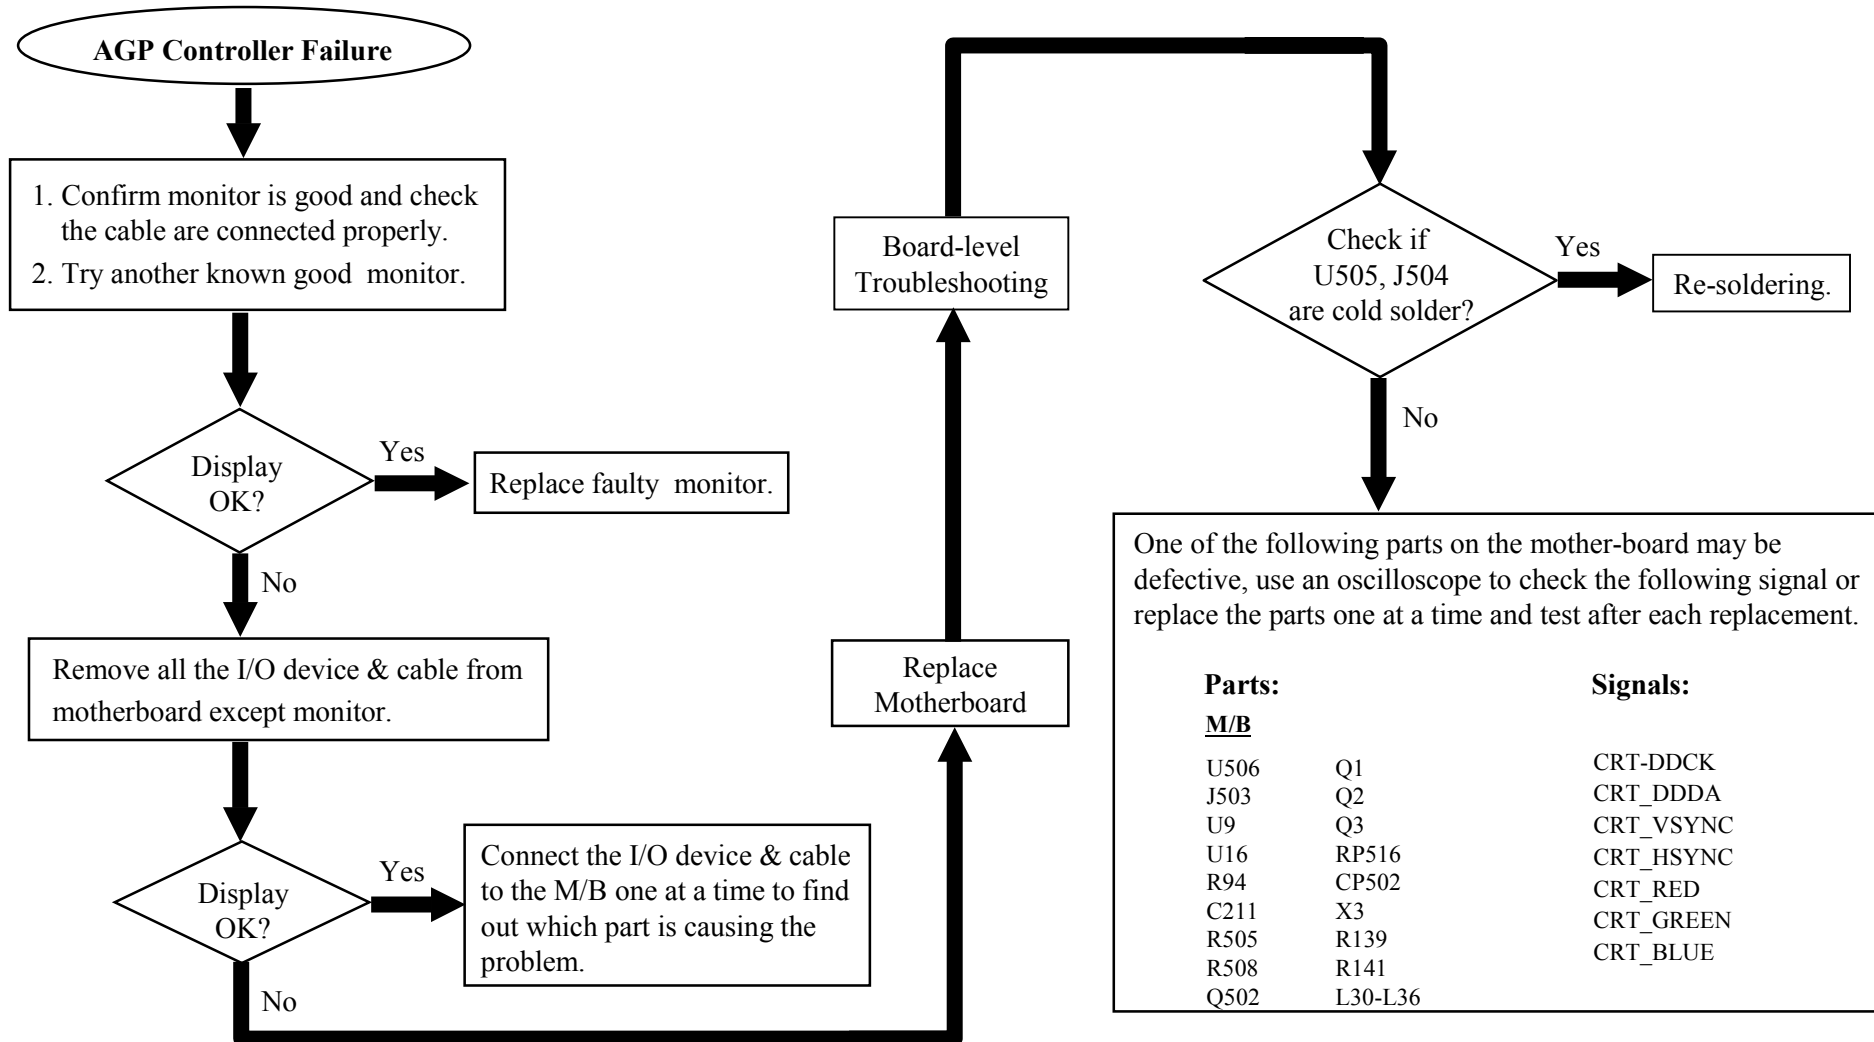 AGP Controller Failure
1. Confirm monitor is good and check
the cable are connected properly.
2. Try another known good monitor.
Display
OK?
Yes
Replace faulty monitor.
No
Remove all the I/O device & cable from
motherboard except monitor.
Display
OK?
Yes
Connect the I/O device & cable
to the M/B one at a time to find
out which part is causing the
problem.
No
Replace
Motherboard
Board-level
Troubleshooting
Check if
U505, J504
are cold solder?
Yes
Re-soldering.
No
One of the following parts on the mother-board may be
defective, use an oscilloscope to check the following signal or
replace the parts one at a time and test after each replacement.
Parts:
M/B
U506
J503
U9
U16
R94
C211
R505
R508
Q502
Q1
Q2
Q3
RP516
CP502
X3
R139
R141
L30-L36
Signals:
CRT-DDCK
CRT_DDDA
CRT_VSYNC
CRT_HSYNC
CRT_RED
CRT_GREEN
CRT_BLUE